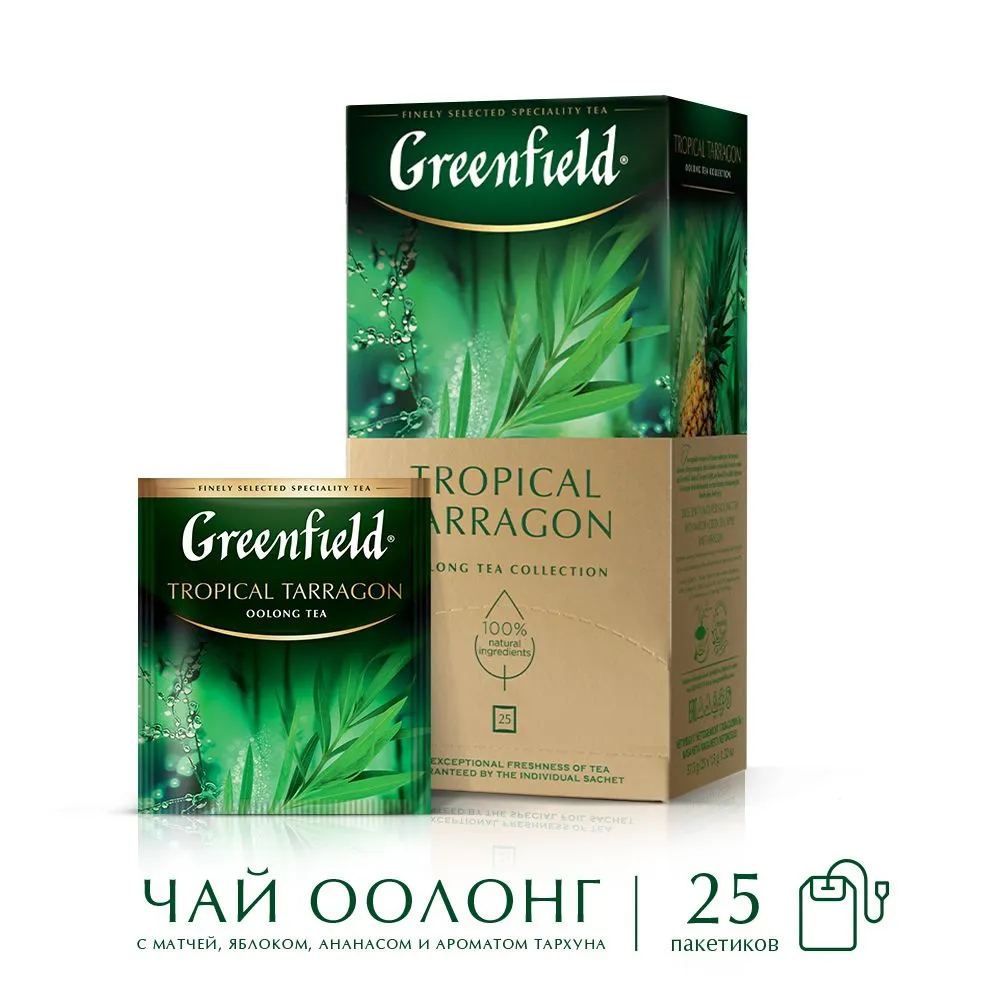 FINELY SELECTED SPECIALITY TEA
Greenfield®
TROPICAL TARRAGON
OOLONG TEA COLLECTION
TROPICAL
ARRAGON
LONG TEA COLLECTION
100%
natural
ingredients
25
EXCEPTIONAL FRESHNESS OF TEA
RANTEED BY THE INDIVIDUAL SACHET
FINELY SELECTED SPECIALITY TEA
Greenfield®
TROPICAL TARRAGON
OOLONG TEA
ЧАЙ ООЛОНГ
С МАТЧЕЙ, ЯБЛОКОМ, АНАНАСОМ И АРОМАТОМ ТАРХУНА
25
пакетиков